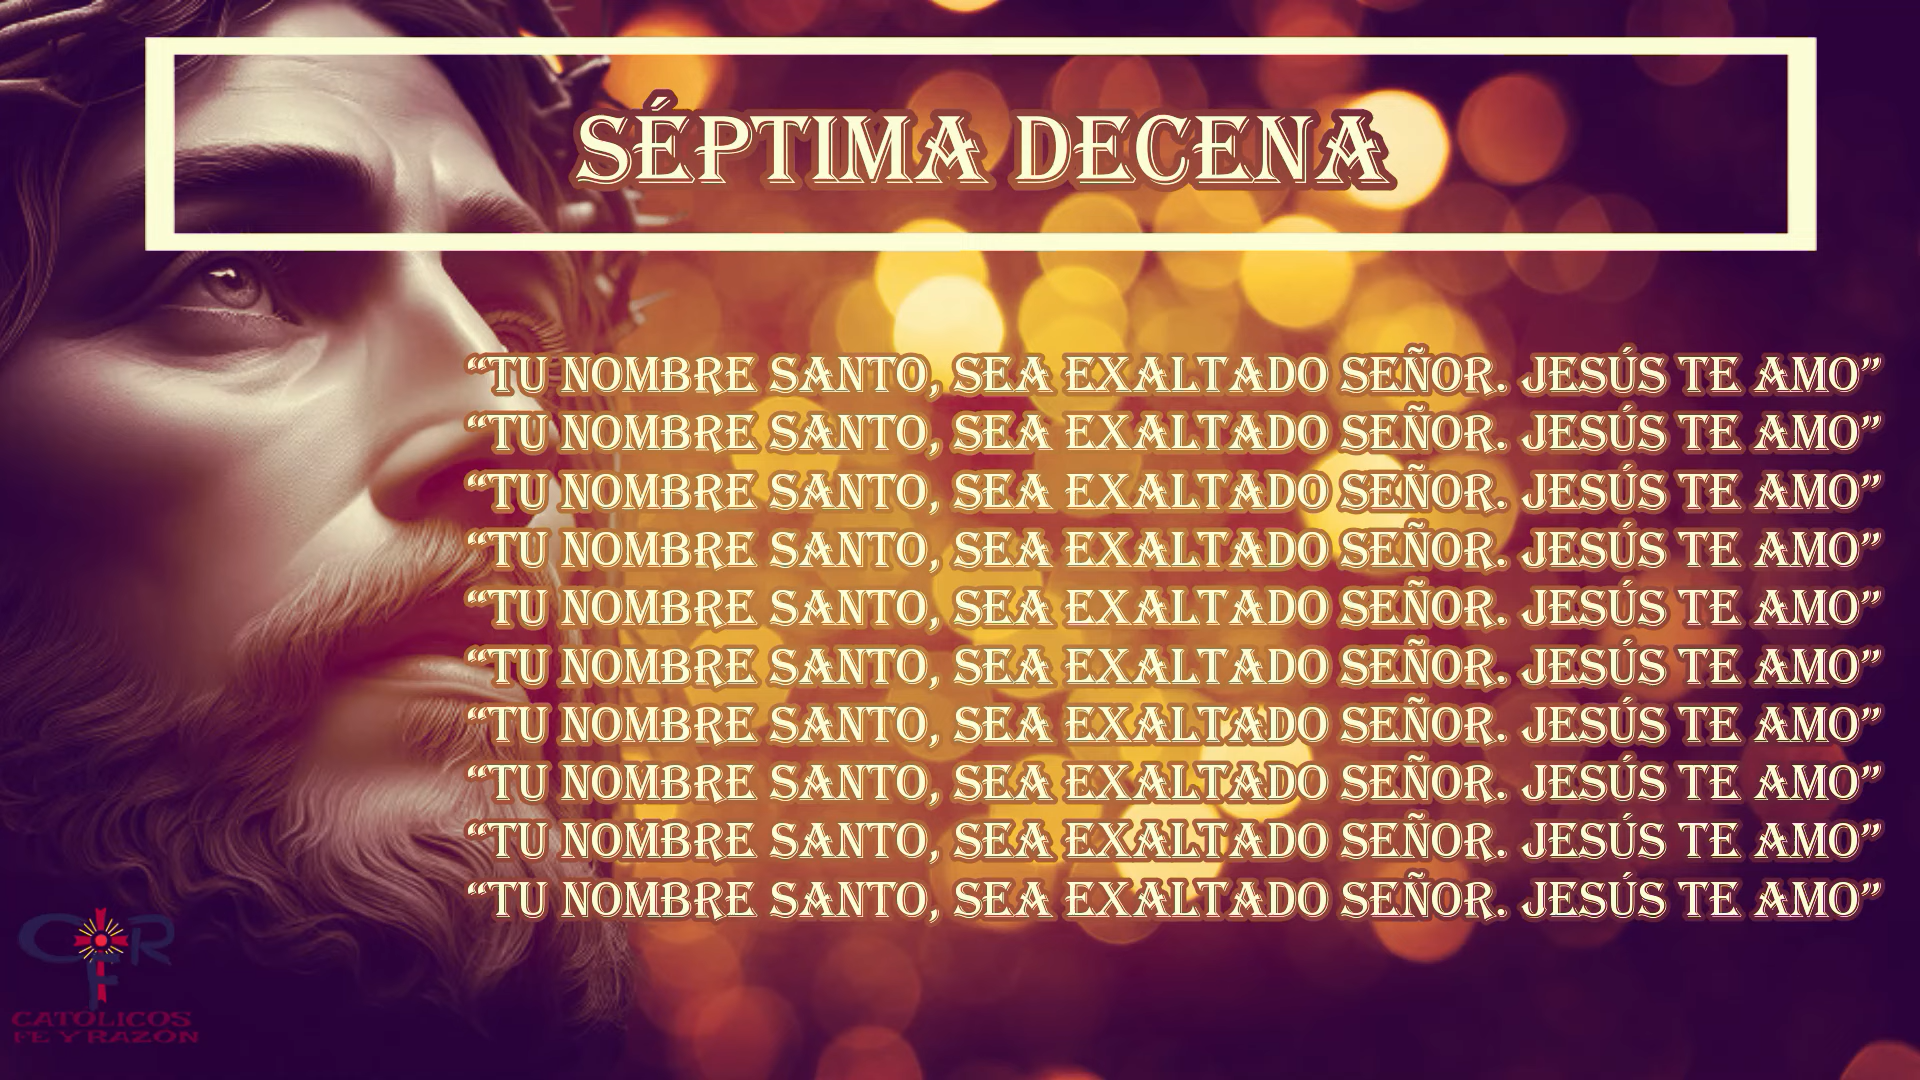 SÉPTIMA DECENA
“TU NOMBRE SANTO, SEA EXALTADO SEÑOR. JESÚS TE AMO”
“TU NOMBRE SANTO, SEA EXALTADO SEÑOR. JESÚS TE AMO”
“TU NOMBRE SANTO, SEA EXALTADO SEÑOR. JESÚS TE AMO”
“TU NOMBRE SANTO, SEA EXALTADO SEÑOR. JESÚS TE AMO”
“TU NOMBRE SANTO, SEA EXALTADO SEÑOR. JESÚS TE AMO”
“TU NOMBRE SANTO, SEA EXALTADO SEÑOR. JESÚS TE AMO”
“TU NOMBRE SANTO, SEA EXALTADO SEÑOR. JESÚS TE AMO”
“TU NOMBRE SANTO, SEA EXALTADO SEÑOR. JESÚS TE AMO”
“TU NOMBRE SANTO, SEA EXALTADO SEÑOR. JESÚS TE AMO”
“TU NOMBRE SANTO, SEA EXALTADO SEÑOR. JESÚS TE AMO”
C R
F
CATÓLICOS
FE Y RAZÓN